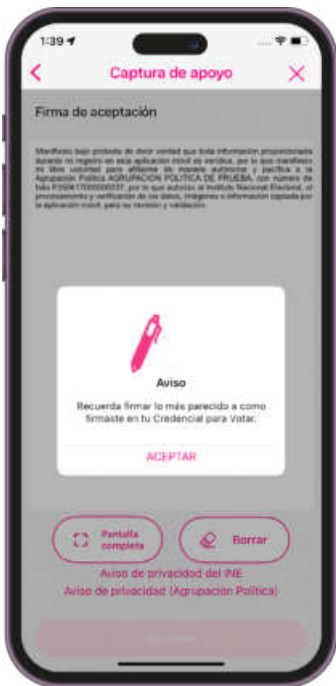 1:39
Captura de apoyo
Firma de aceptación
Manifiesto bajo protesta de decir verdad que toda información proporcionada
durante mi registro en esta aplicación móvil es verídica, por lo que manifiesto
mi libre voluntad para afiliarme de manera autónoma y pacífica a la
Agrupación Política AGRUPACION POLITICA DE PRUEBA, con número de
folio por lo que autorizo al Instituto Nacional Electoral, el
procesamiento y verificación de los datos, imágenes e información captada por
la aplicación móvil, para su revisión y validación.
Aviso
Recuerda firmar lo más parecido a como
firmaste en tu Credencial para Votar.
ACEPTAR
Pantalla
completa
Borrar
Aviso de privacidad del INE
Aviso de privacidad (Agrupación Política)
Siguiente